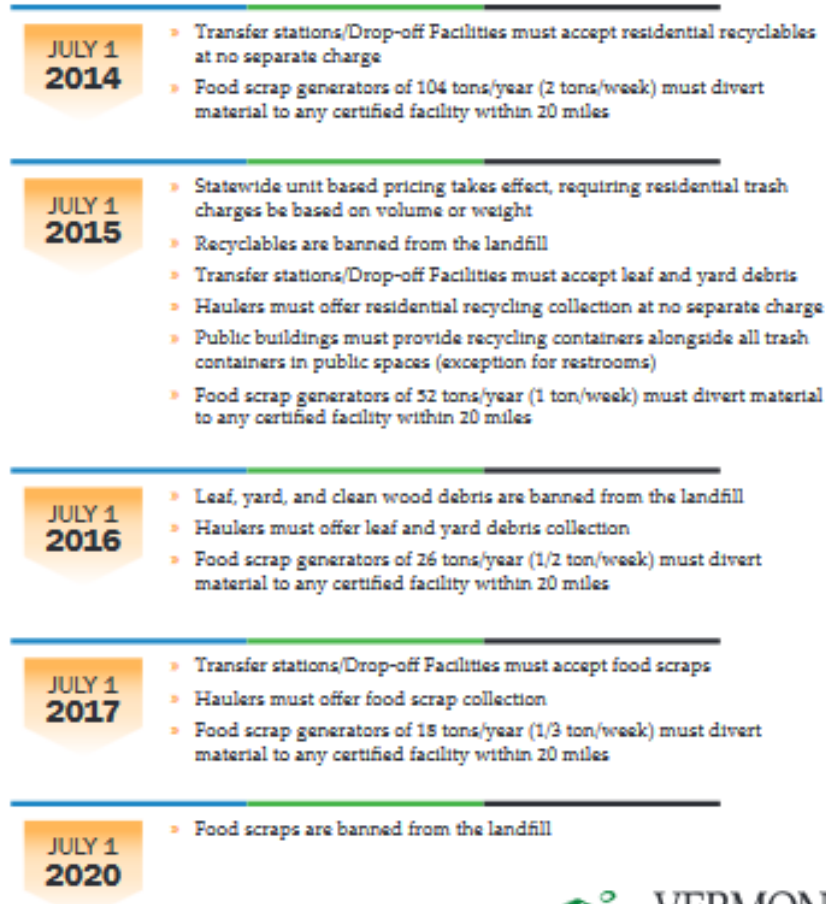 JULY 1
2014
» Transfer stations/Drop-off Facilities must accept residential recyclables
at no separate charge
» Food scrap generators of 104 tons/year (2 tons/week) must divert
material to any certified facility within 20 miles
JULY 1
2015
» Statewide unit based pricing takes effect, requiring residential trash
charges be based on volume or weight
» Recyclables are banned from the landfill
» Transfer stations/Drop-off Facilities must accept leaf and yard debris
» Haulers must offer residential recycling collection at no separate charge
» Public buildings must provide recycling containers alongside all trash
containers in public spaces (exception for restrooms)
» Food scrap generators of 52 tons/year (1 ton/week) must divert material
to any certified facility within 20 miles
JULY 1
2016
» Leaf, yard, and clean wood debris are banned from the landfill
» Haulers must offer leaf and yard debris collection
» Food scrap generators of 26 tons/year (1/2 ton/week) must divert
material to any certified facility within 20 miles
JULY 1
2017
» Transfer stations/Drop-off Facilities must accept food scraps
» Haulers must offer food scrap collection
» Food scrap generators of 18 tons/year (1/3 ton/week) must divert
material to any certified facility within 20 miles
JULY 1
2020
» Food scraps are banned from the landfill
VERMON